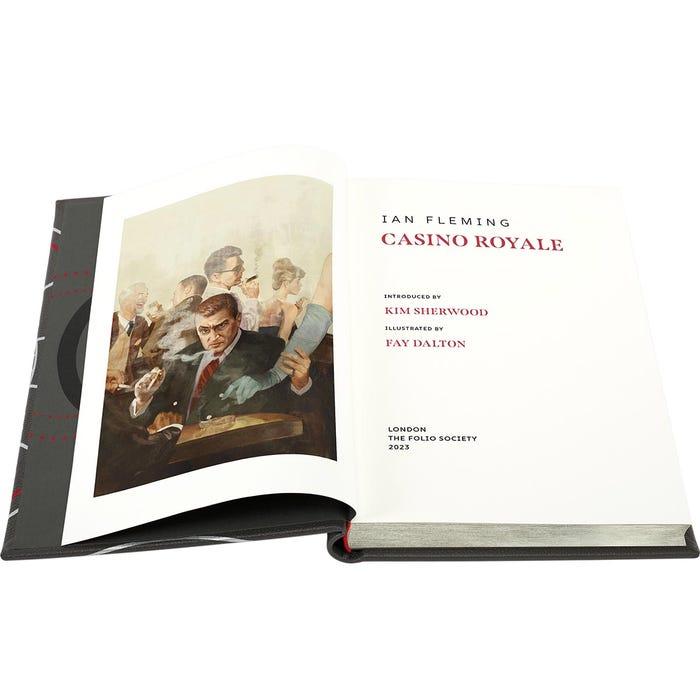 IAN FLEMING
CASINO ROYALE
INTRODUCED BY
KIM SHERWOOD
ILLUSTRATED BY
FAY DALTON
LONDON
THE FOLIO SOCIETY
2023